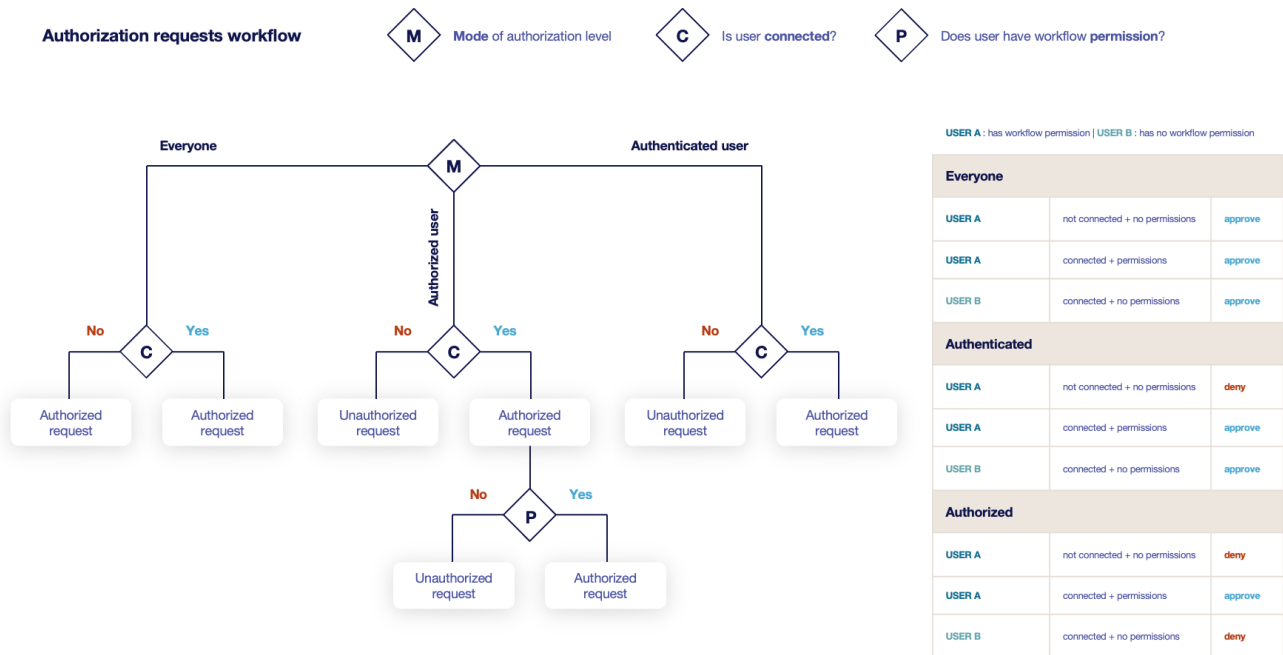 Authorization requests workflow
M
Mode of authorization level
C
Is user connected?
P
Does user have workflow permission?
Everyone
M
Authenticated user
Authorized user
No
C
Yes
Authorized
request
Authorized
request
No
C
Yes
Unauthorized
request
Authorized
request
No
P
Yes
Unauthorized
request
Authorized
request
No
C
Yes
Unauthorized
request
Authorized
request
USER A : has workflow permission | USER B : has no workflow permission
Everyone
USER A not connected + no permissions approve
USER A connected + permissions approve
USER B connected + no permissions approve
Authenticated
USER A not connected + no permissions deny
USER A connected + permissions approve
USER B connected + no permissions approve
Authorized
USER A not connected + no permissions deny
USER A connected + permissions approve
USER B connected + no permissions deny